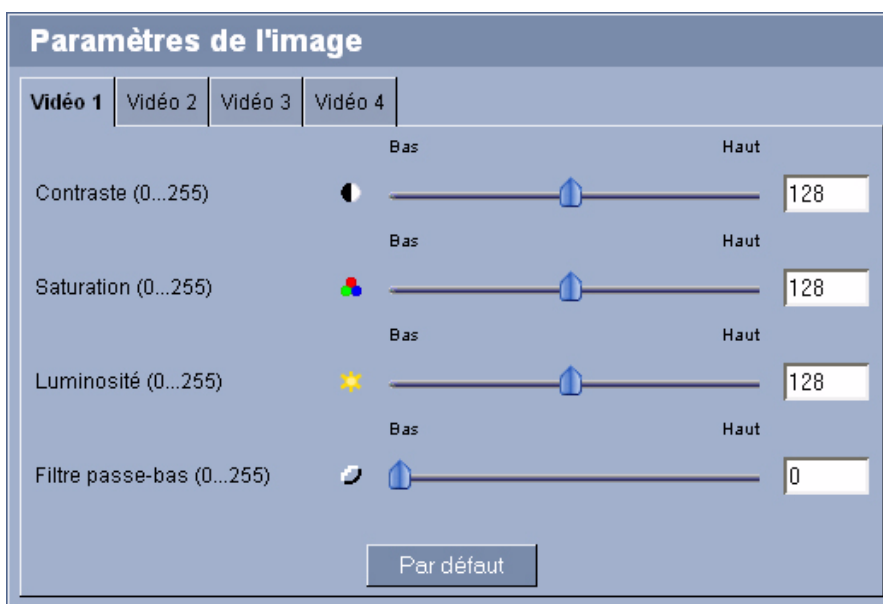 Paramètres de l'image
Vidéo 1 Vidéo 2 Vidéo 3 Vidéo 4
Bas Haut
Contraste (0...255) 128
Bas Haut
Saturation (0...255) 128
Bas Haut
Luminosité (0...255) 128
Bas Haut
Filtre passe-bas (0...255) 0
Par défaut